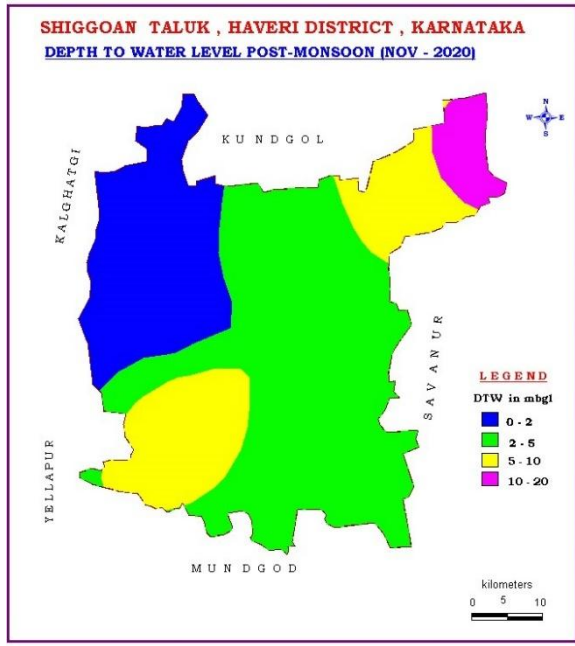 SHIGGOAN TALUK , HAVERI DISTRICT , KARNATAKA
DEPTH TO WATER LEVEL POST-MONSOON (NOV - 2020)
N
W E
S
KUNDGOL
KALGHATGI
SAVANUR
LEGEND
DTW in mbgl
0 - 2
2 - 5
5 - 10
10 - 20
YELLAPUR
MUNDGOD
kilometers
0 5 10